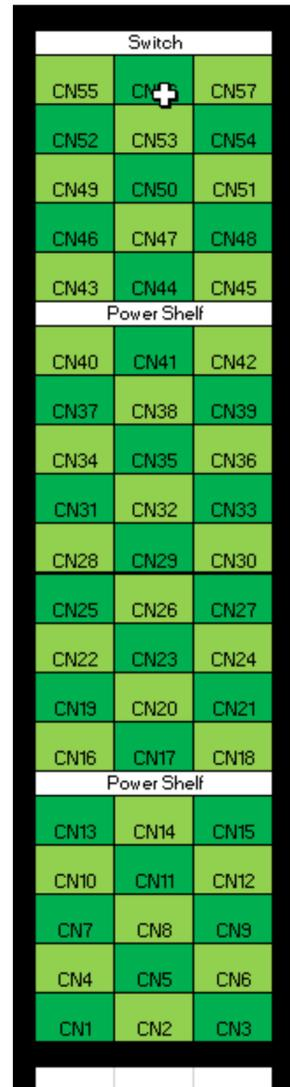 Switch
CN55 CN57
CN52 CN53 CN54
CN49 CN50 CN51
CN46 CN47 CN48
CN43 CN44 CN45
Power Shelf
CN40 CN41 CN42
CN37 CN38 CN39
CN34 CN35 CN36
CN31 CN32 CN33
CN28 CN29 CN30
CN25 CN26 CN27
CN22 CN23 CN24
CN19 CN20 CN21
CN16 CN17 CN18
Power Shelf
CN13 CN14 CN15
CN10 CN11 CN12
CN7 CN8 CN9
CN4 CN5 CN6
CN1 CN2 CN3